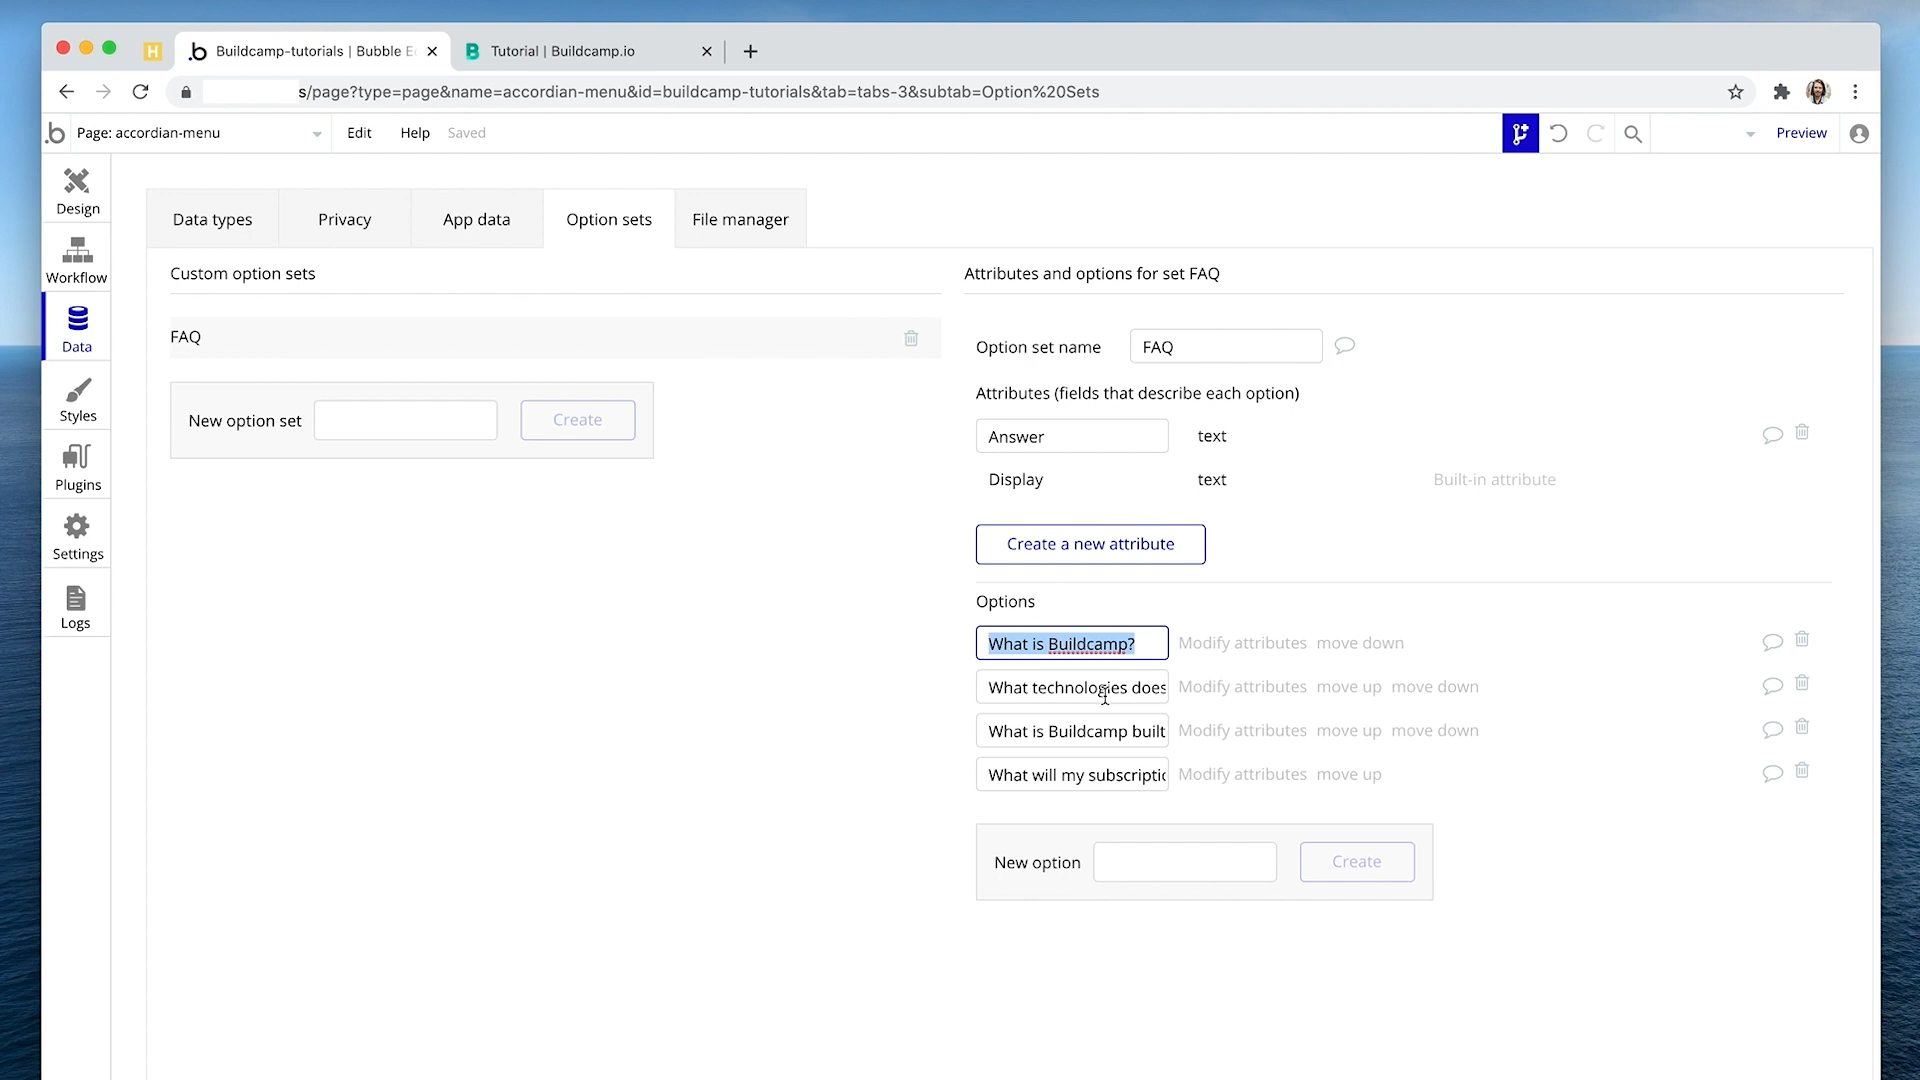 H
b Buildcamp-tutorials | Bubble E
B Tutorial | Buildcamp.io
s/page?type=page&name=accordian-menu&id=buildcamp-tutorials&tab=tabs-3&subtab=Option%20Sets
b Page: accordian-menu Edit Help Saved Preview
Design
Workflow
Data
Styles
Plugins
Settings
Logs
Data types Privacy App data Option sets File manager
Custom option sets
FAQ
New option set Create
Attributes and options for set FAQ
Option set name FAQ
Attributes (fields that describe each option)
Answer text
Display text Built-in attribute
Create a new attribute
Options
What is Buildcamp? Modify attributes move down
What technologies does Modify attributes move up move down
What is Buildcamp built Modify attributes move up move down
What will my subscriptio Modify attributes move up
New option Create